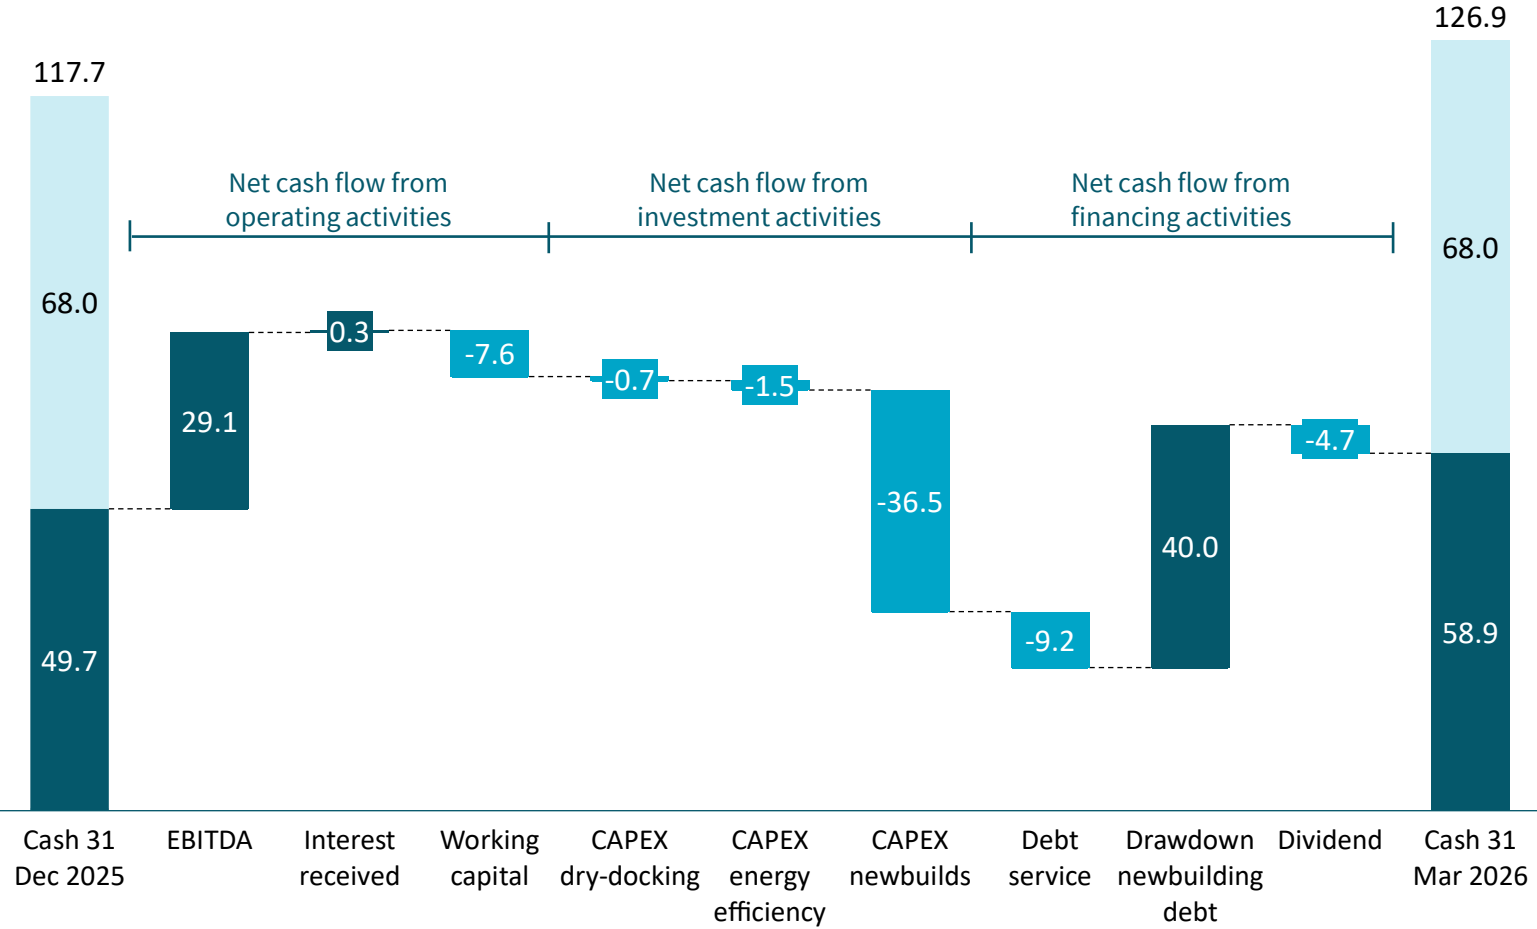 126.9
117.7
Net cash flow from
operating activities
Net cash flow from
investment activities
Net cash flow from
financing activities
68.0
68.0
0.3
-7.6
-0.7
-1.5
29.1
-4.7
-36.5
40.0
-9.2
49.7
58.9
Cash 31
Dec 2025
EBITDA
Interest
received
Working
capital
CAPEX
dry-docking
CAPEX
energy
efficiency
CAPEX
newbuilds
Debt
service
Drawdown
newbuilding
debt
Dividend
Cash 31
Mar 2026